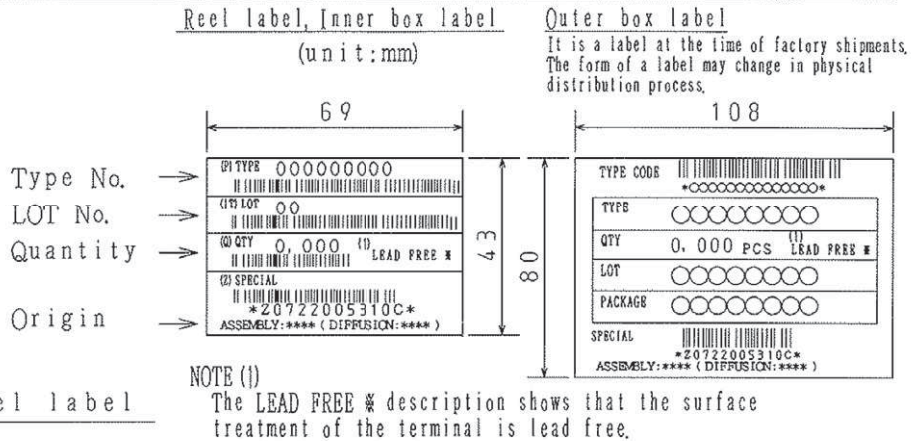 Reel label, Inner box label
(unit:mm)
Outer box label
It is a label at the time of factory shipments.
The form of a label may change in physical
distribution process.
69
108
Type No.
LOT No.
Quantity
Origin
(P) TYPE 000000000
(1T) LOT 00
(Q) QTY 0,000 (1) LEAD FREE *
(Z) SPECIAL
*Z0722005310C*
ASSEMBLY:**** (DIFFUSION:**** )
43
80
TYPE CODE
*OOOOOOOOOOOOOO*
TYPE OOOOOOOO
QTY 0, 000 PCS (1) LEAD FREE *
LOT OOOOOOOO
PACKAGE OOOOOOOO
SPECIAL
*Z0722005310C*
ASSEMBLY:**** (DIFFUSION:**** )
NOTE (1)
The LEAD FREE * description shows that the surface
treatment of the terminal is lead free.
el label